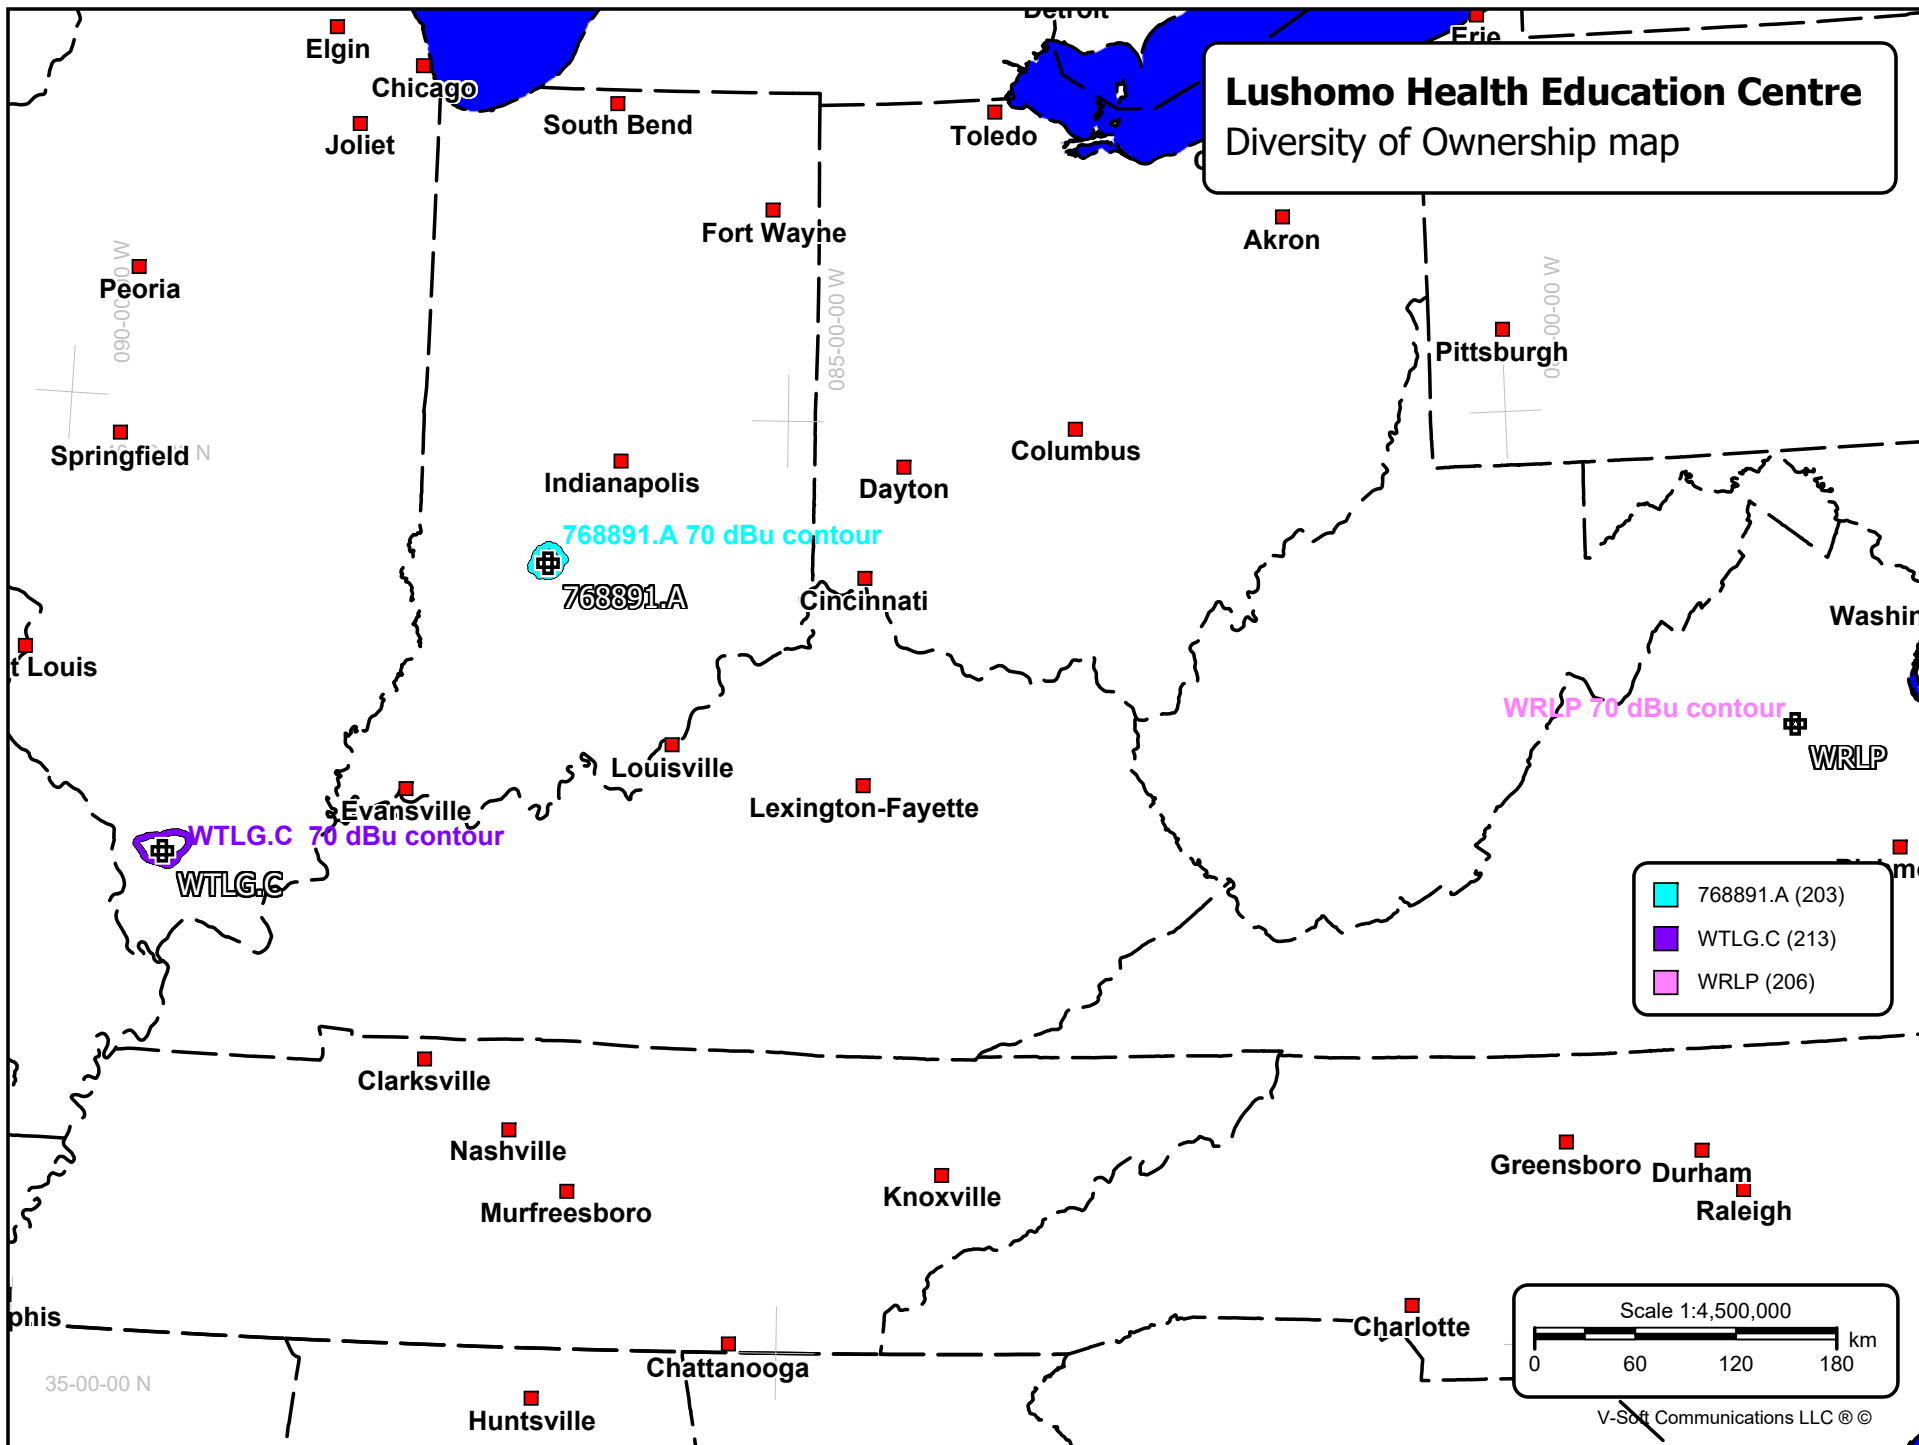 Detroit
Elgin
Erie
Chicago
Lushomo Health Education Centre
Diversity of Ownership map
South Bend
Toledo
Joliet
Fort Wayne
Akron
Peoria
090-00-00 W
085-00-00 W
Pittsburgh
Springfield
N
Columbus
Indianapolis
Dayton
768891.A 70 dBu contour
768891.A
Cincinnati
Washin
t Louis
WRLP 70 dBu contour
WRLP
Louisville
Evansville
Lexington-Fayette
WTLG.C 70 dBu contour
WTLG.C
768891.A (203)
WTLG.C (213)
WRLP (206)
Clarksville
Nashville
Greensboro
Durham
Knoxville
Murfreesboro
Raleigh
phis
Scale 1:4,500,000
Charlotte
km
0 60 120 180
Chattanooga
35-00-00 N
Huntsville
V-Soft Communications LLC ® ©